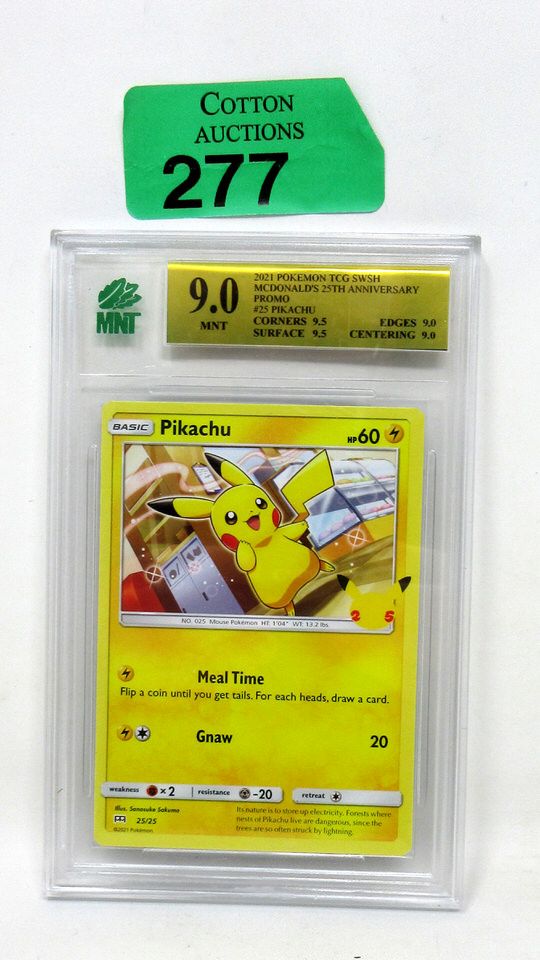 COTTON
AUCTIONS
277
MNT
9.0
MNT
2021 POKEMON TCG SWSH
MCDONALD'S 25TH ANNIVERSARY
PROMO
#25 PIKACHU
CORNERS 9.5 EDGES 9.0
SURFACE 9.5 CENTERING 9.0
BASIC Pikachu HP60
25
NO. 025 Mouse Pokémon HT: 1'04" WT: 13.2 lbs.
Meal Time
Flip a coin until you get tails. For each heads, draw a card.
Gnaw 20
weakness ×2 resistance -20 retreat
Illus. Sanosuke Sakuma
25/25
©2021 Pokémon
Its nature is to store up electricity. Forests where
nests of Pikachu live are dangerous, since the
trees are so often struck by lightning.